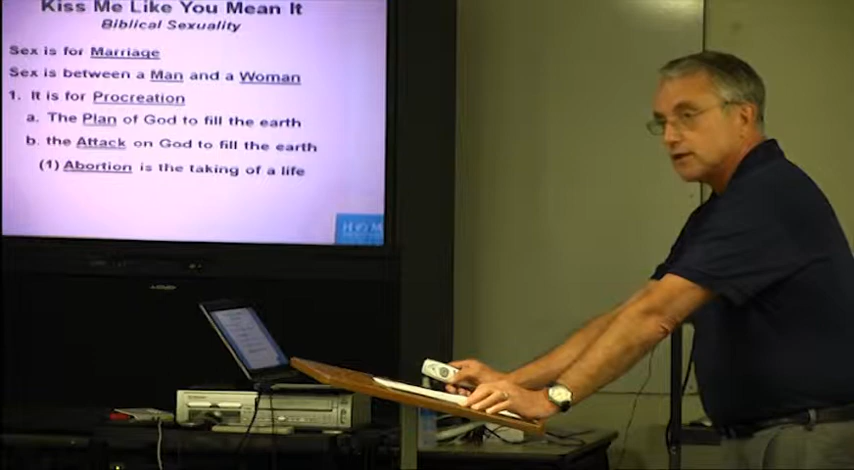 Kiss Me Like You Mean It
Biblical Sexuality
Sex is for Marriage
Sex is between a Man and a Woman
1. It is for Procreation
a. The Plan of God to fill the earth
b. the Attack on God to fill the earth
(1) Abortion is the taking of a life